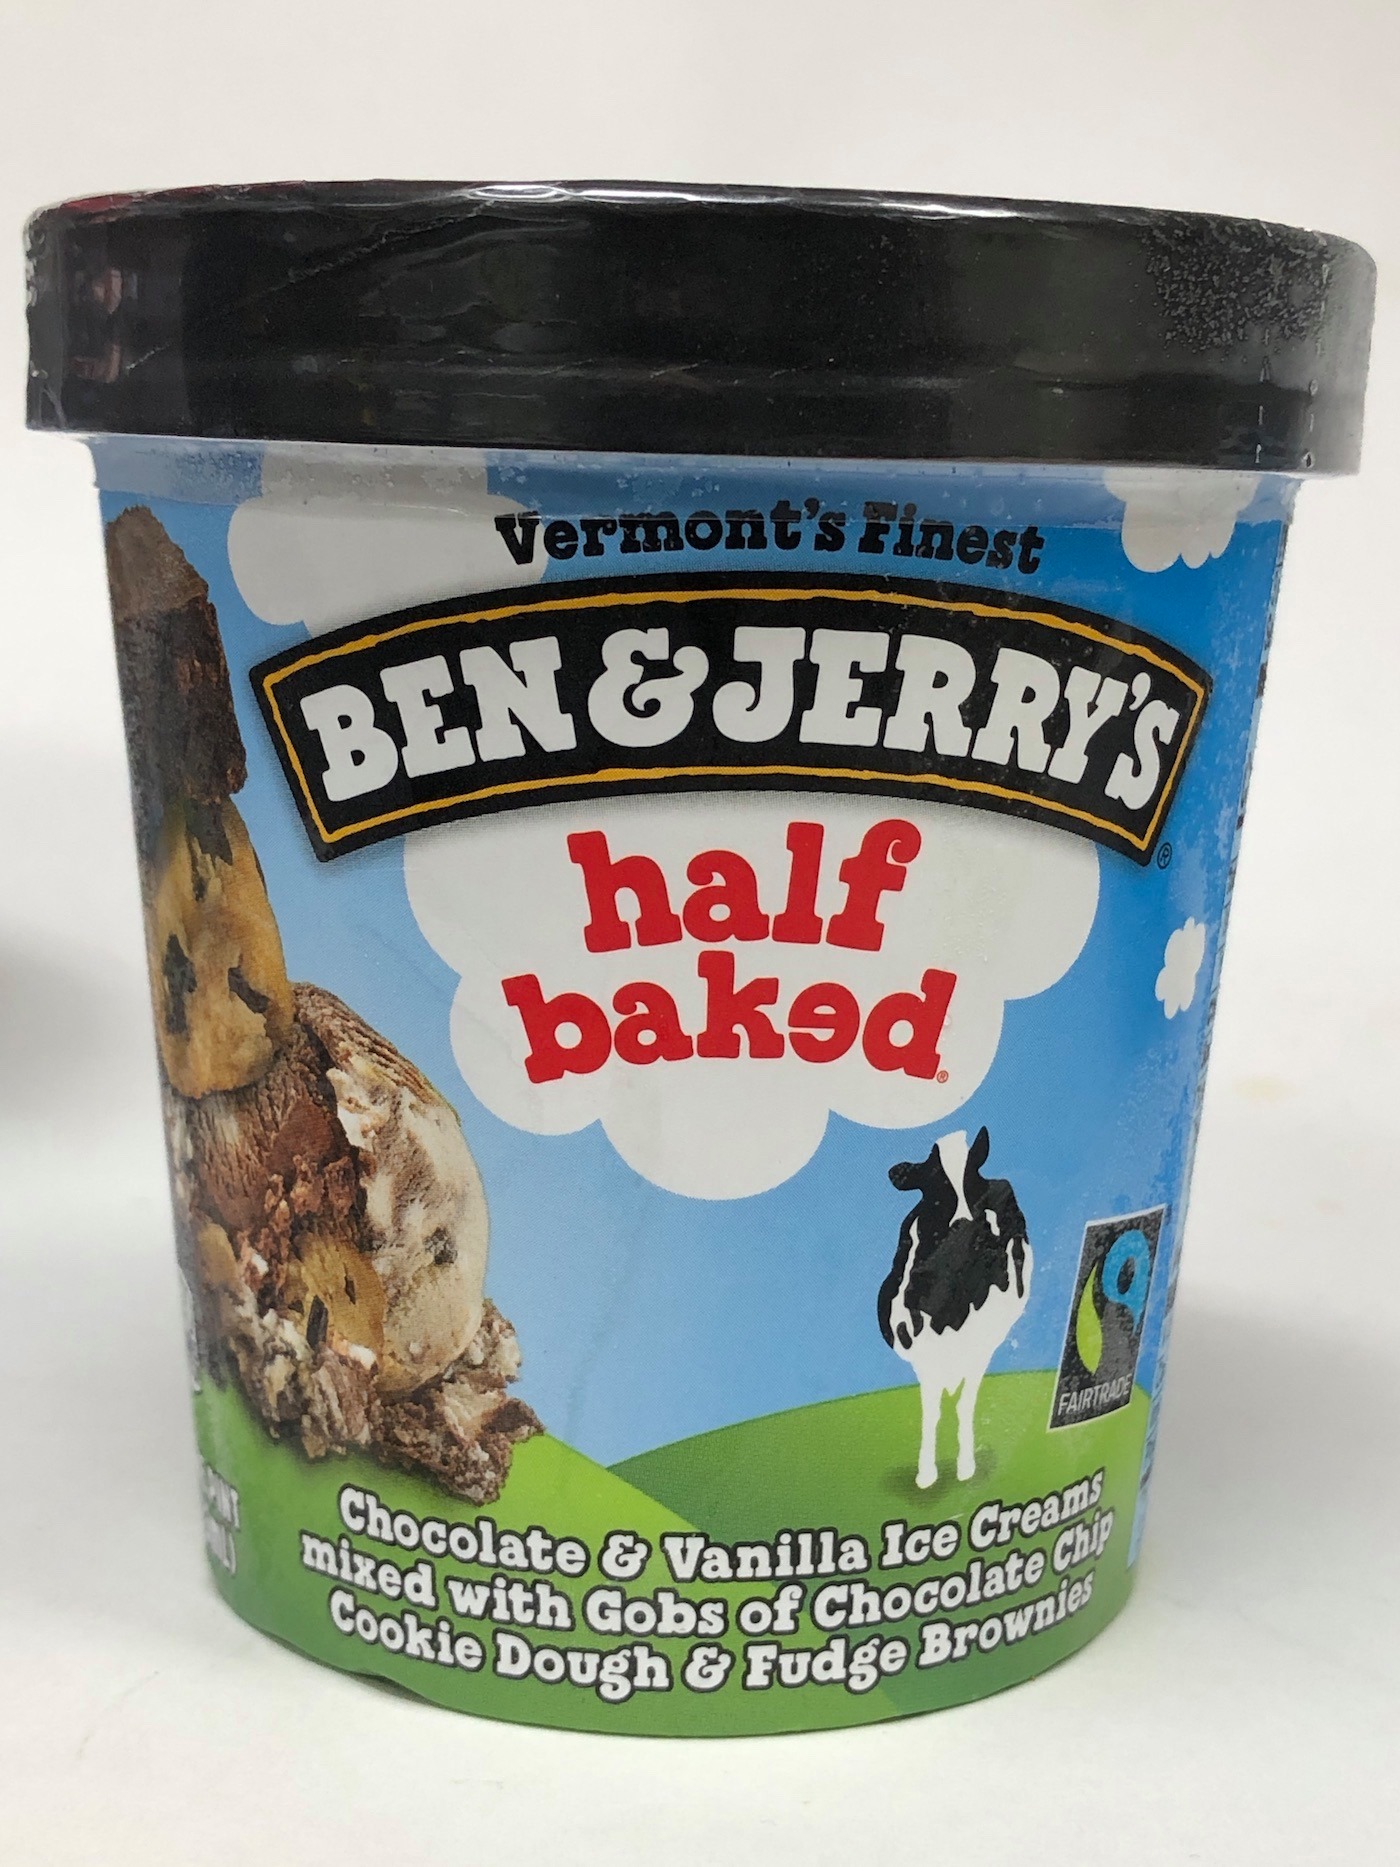 Vermont's Finest
BEN & JERRY'S
half
baked
FAIRTRADE
Chocolate & Vanilla Ice Creams
mixed with Gobs of Chocolate Chip
Cookie Dough & Fudge Brownies